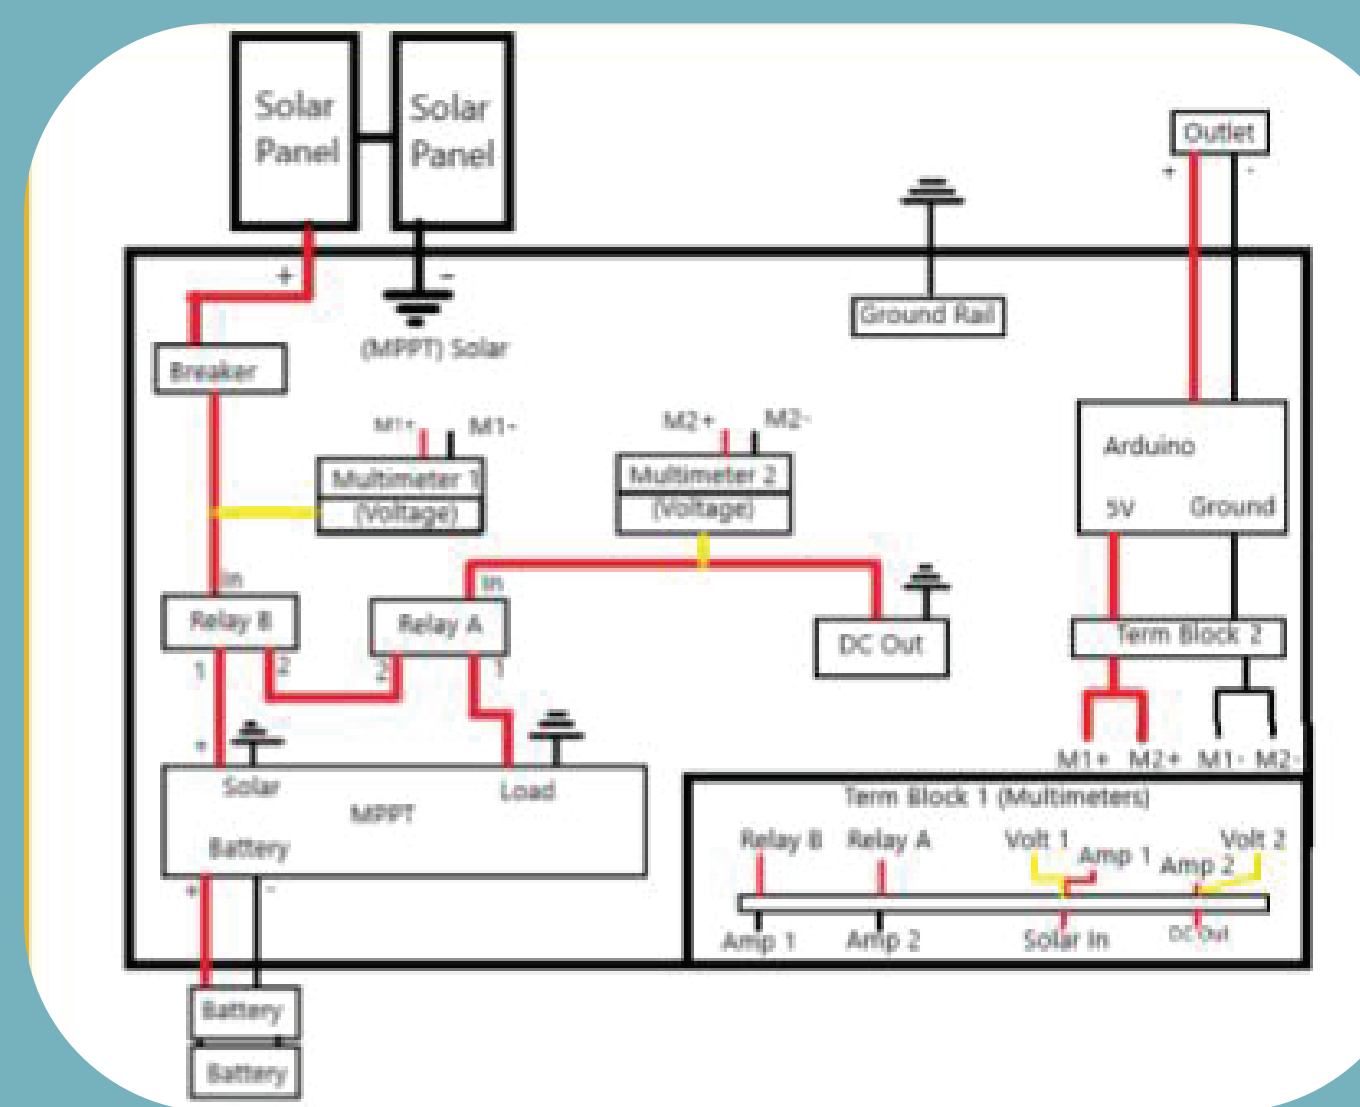 Solar
Panel
Solar
Panel
Outlet
+
-
+
-
Ground Rail
(MPPT) Solar
Breaker
M1+
M1-
M2+
M2-
Multimeter 1
(Voltage)
Multimeter 2
(Voltage)
Arduino
5V
Ground
In
In
Relay B
Relay A
DC Out
Term Block 2
1
2
2
1
+
Solar
Load
MPPT
Battery
+
-
M1+
M2+
M1-
M2-
Term Block 1 (Multimeters)
Relay B
Relay A
Volt 1
Amp 1
Amp 2
Volt 2
Amp 1
Amp 2
Solar In
DC Out
Battery
Battery